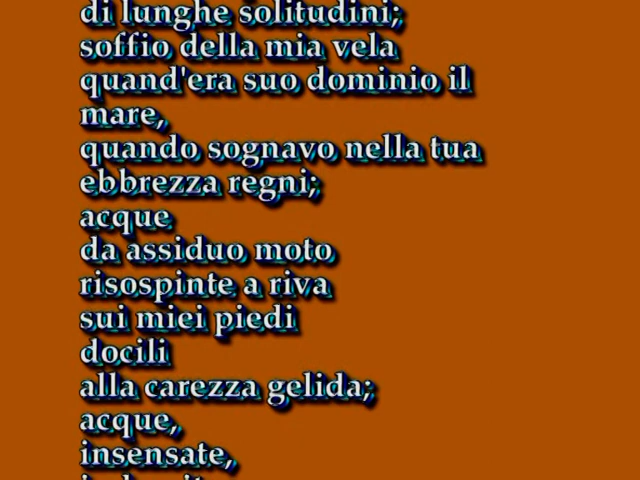 di lunghe solitudini;
soffio della mia vela
quand'era suo dominio il
mare,
quando sognavo nella tua
ebbrezza regni;
acque
da assiduo moto
risospinte a riva
sui miei piedi
docili
alla carezza gelida;
acque,
insensate,